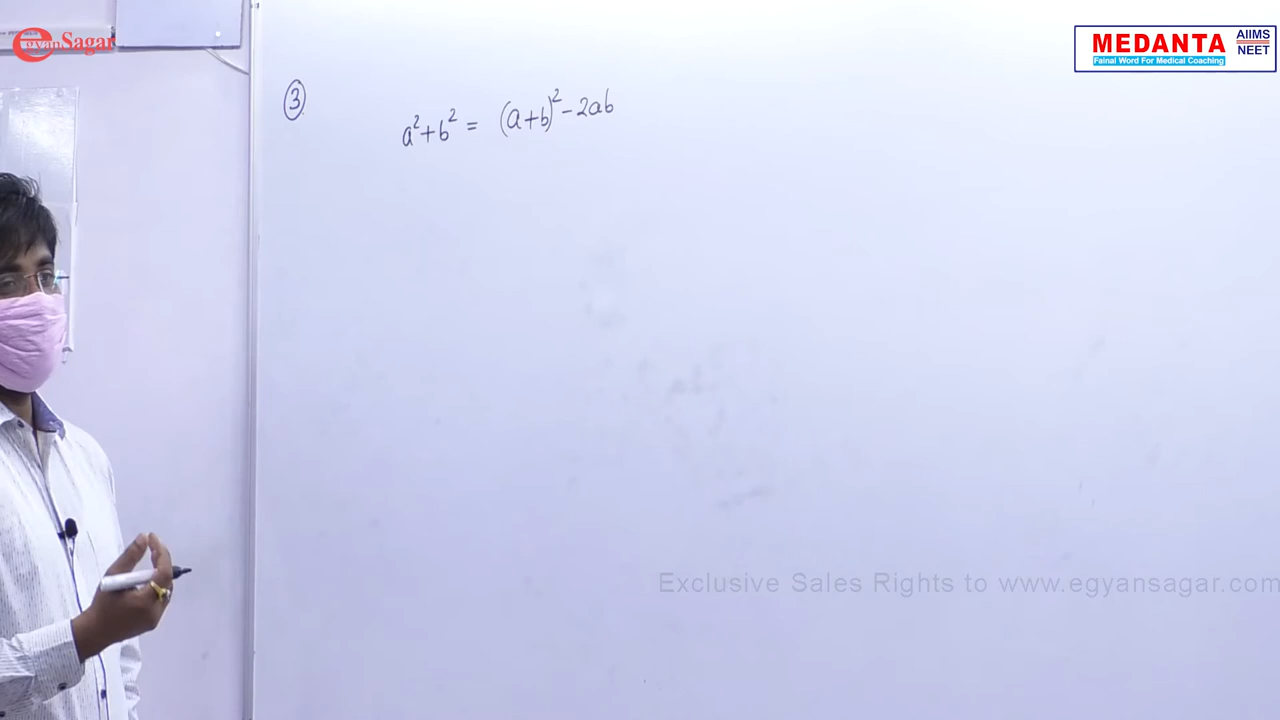 egyanSagar
MEDANTA AIIMS NEET
Fainal Word For Medical Coaching
③
a²+b² = (a+b)²-2ab
Exclusive Sales Rights to www.egyansagar.com